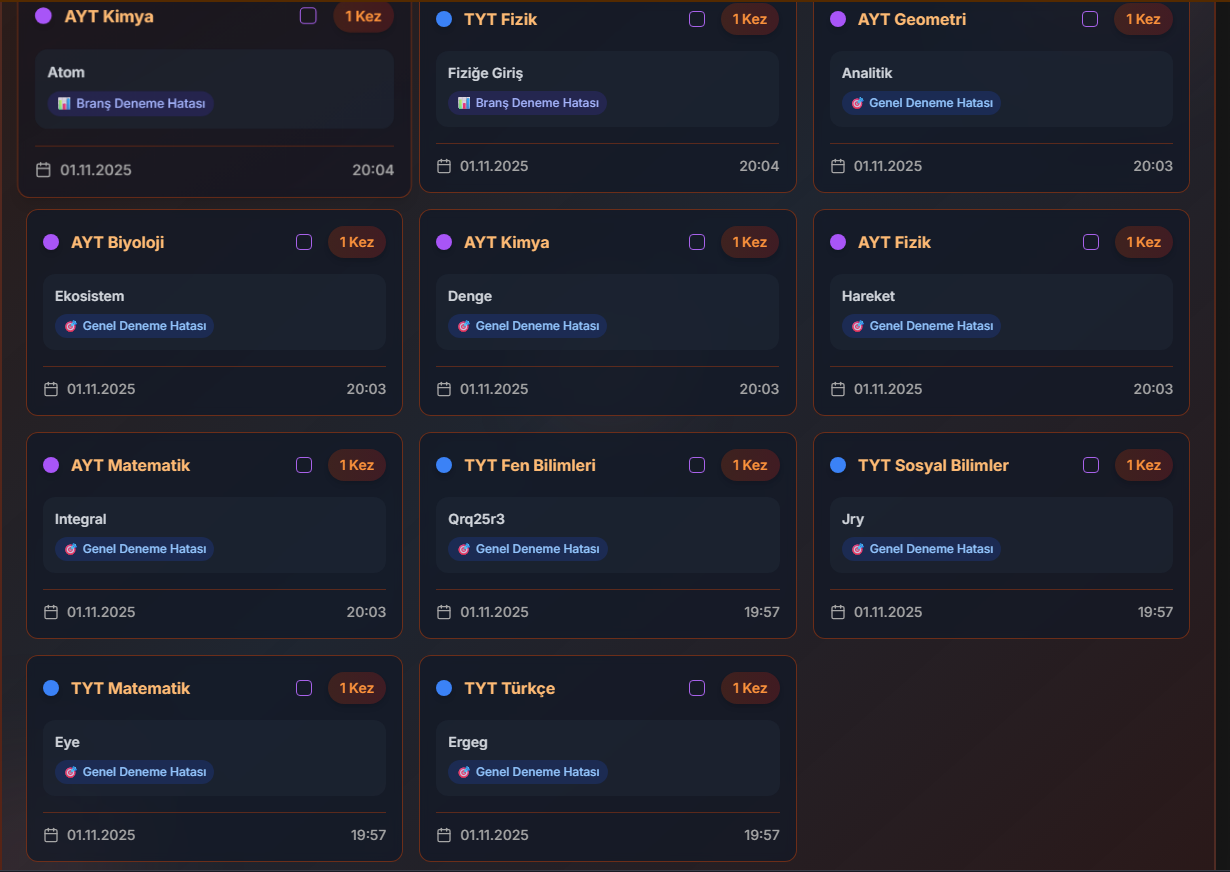 AYT Kimya 1 Kez
Atom
Branş Deneme Hatası
01.11.2025 20:04
TYT Fizik 1 Kez
Fiziğe Giriş
Branş Deneme Hatası
01.11.2025 20:04
AYT Geometri 1 Kez
Analitik
Genel Deneme Hatası
01.11.2025 20:03
AYT Biyoloji 1 Kez
Ekosistem
Genel Deneme Hatası
01.11.2025 20:03
AYT Kimya 1 Kez
Denge
Genel Deneme Hatası
01.11.2025 20:03
AYT Fizik 1 Kez
Hareket
Genel Deneme Hatası
01.11.2025 20:03
AYT Matematik 1 Kez
Integral
Genel Deneme Hatası
01.11.2025 20:03
TYT Fen Bilimleri 1 Kez
Qrq25r3
Genel Deneme Hatası
01.11.2025 19:57
TYT Sosyal Bilimler 1 Kez
Jry
Genel Deneme Hatası
01.11.2025 19:57
TYT Matematik 1 Kez
Eye
Genel Deneme Hatası
01.11.2025 19:57
TYT Türkçe 1 Kez
Ergeg
Genel Deneme Hatası
01.11.2025 19:57